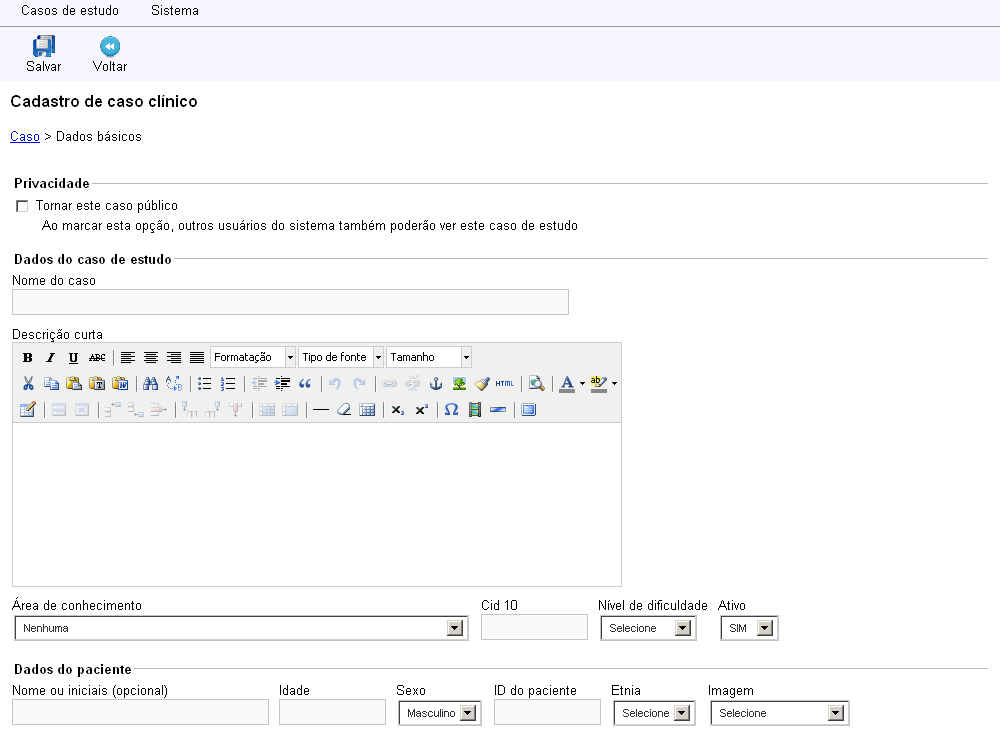 Casos de estudo Sistema
Salvar Voltar
Cadastro de caso clínico
Caso > Dados básicos
Privacidade
Tornar este caso público
Ao marcar esta opção, outros usuários do sistema também poderão ver este caso de estudo
Dados do caso de estudo
Nome do caso
Descrição curta
B I U ABC Formatação Tipo de fonte Tamanho
HTML A ab
x₂ x² Ω
Área de conhecimento Cid 10 Nível de dificuldade Ativo
Nenhuma Selecione SIM
Dados do paciente
Nome ou iniciais (opcional) Idade Sexo ID do paciente Etnia Imagem
Masculino Selecione Selecione